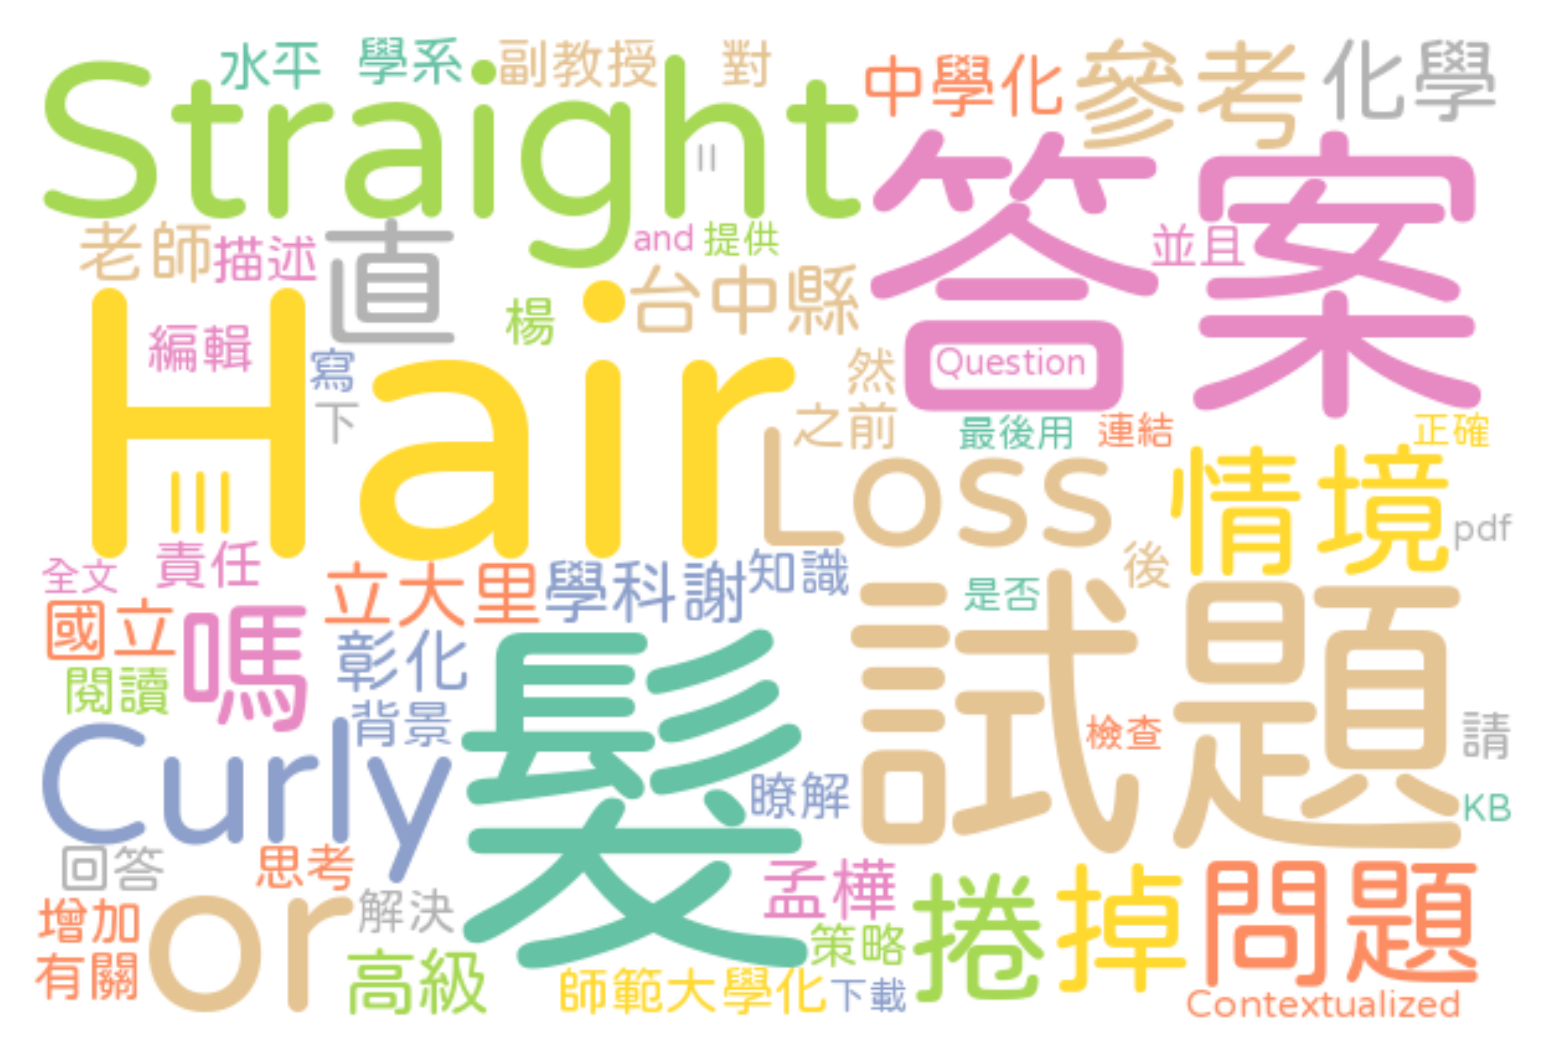 水平 學系 副教授 對
Straight
中學化 參考 化學
II
答案
老師 描述 直 and 提供 並且
Hair
台中縣
楊
編輯 寫 然 Question
下 之前 最後用 連結 正確
Loss
情境
III
pdf
全文 責任 立大里 學科 謝 知識 是否 後
國立 嗎 試題
彰化
閱讀 髮
背景 檢查 請
Curly
瞭解 KB
回答 思考 孟樺 捲 掉 問題
or
解決
增加 策略
有關 高級 師範大學化 下載 Contextualized